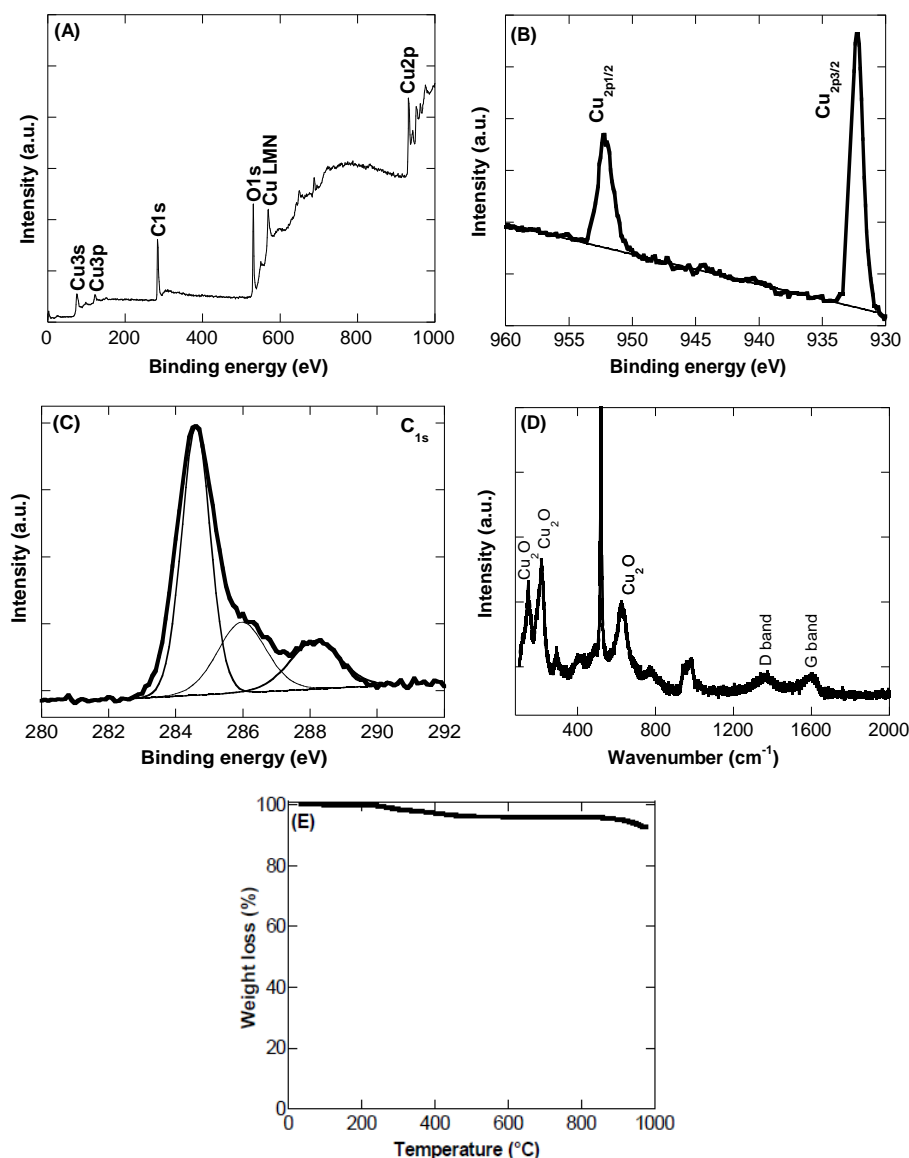 (A)
Cu3s
Cu3p
C1s
O1s
Cu LMN
Cu2p
Intensity (a.u.)
0 200 400 600 800 1000
Binding energy (eV)
(B)
Cu2p1/2
Cu2p3/2
Intensity (a.u.)
960 955 950 945 940 935 930
Binding energy (eV)
(C)
C1s
Intensity (a.u.)
280 282 284 286 288 290 292
Binding energy (eV)
(D)
Cu2O
Cu2O
Cu2O
D band
G band
Intensity (a.u.)
400 800 1200 1600 2000
Wavenumber (cm-1)
(E)
Weight loss (%)
100
80
60
40
20
0
0 200 400 600 800 1000
Temperature (°C)